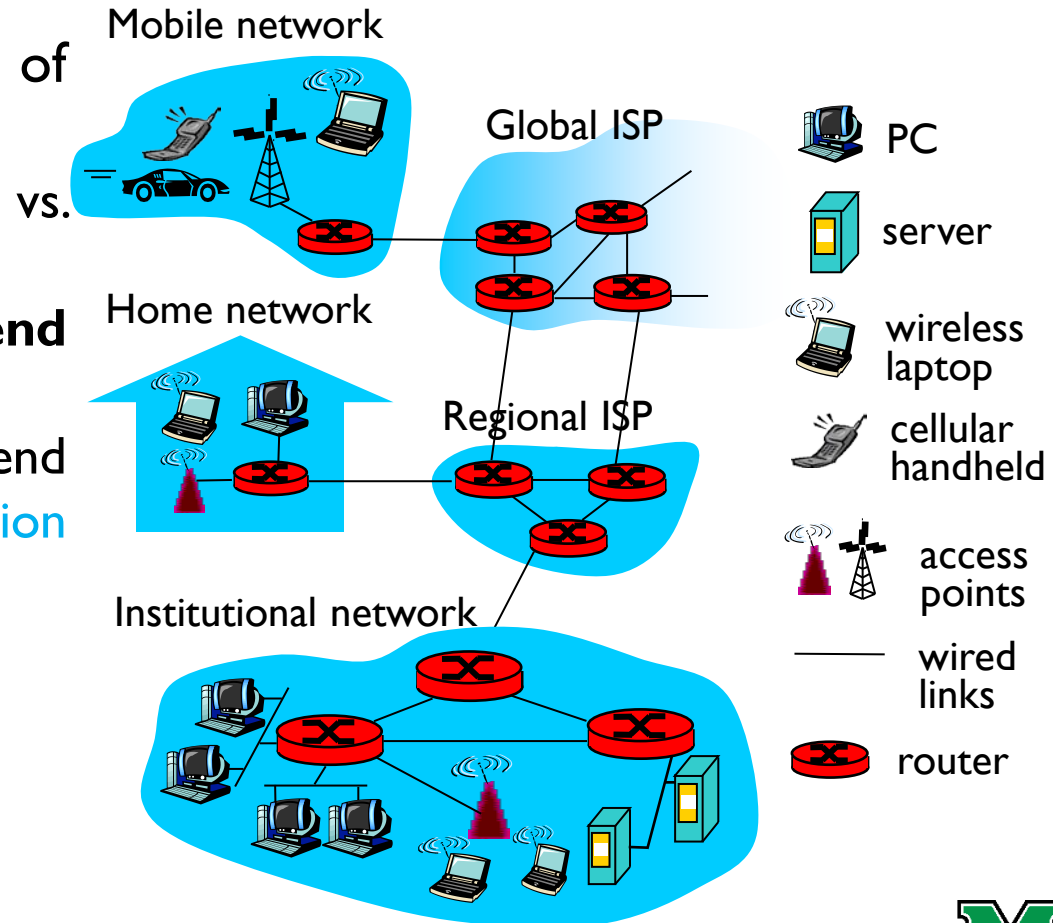 of
vs.
end
end
ion
Mobile network
Global ISP
Home network
Regional ISP
Institutional network
PC
server
wireless
laptop
cellular
handheld
access
points
wired
links
router